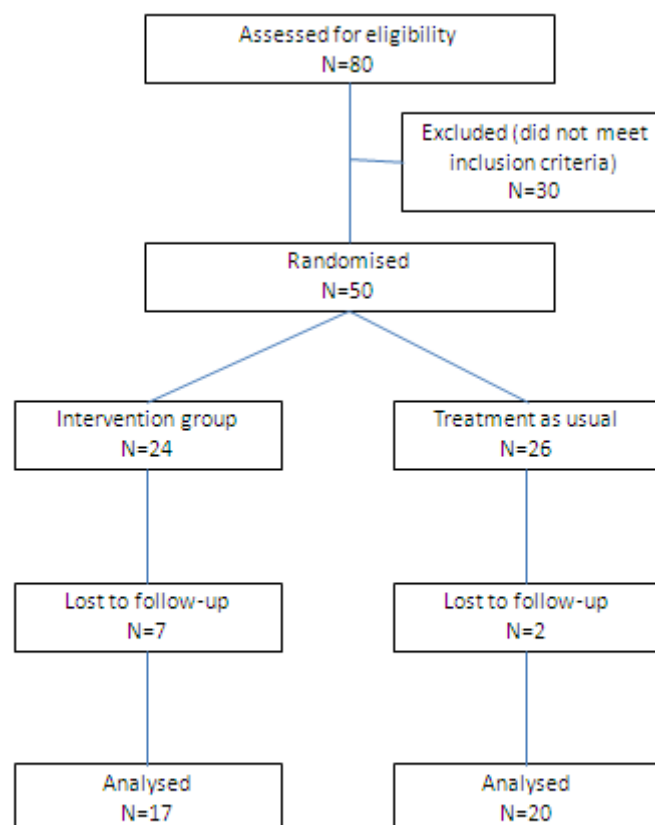 Assessed for eligibility
N=80
Excluded (did not meet
inclusion criteria)
N=30
Randomised
N=50
Intervention group
N=24
Treatment as usual
N=26
Lost to follow-up
N=7
Lost to follow-up
N=2
Analysed
N=17
Analysed
N=20